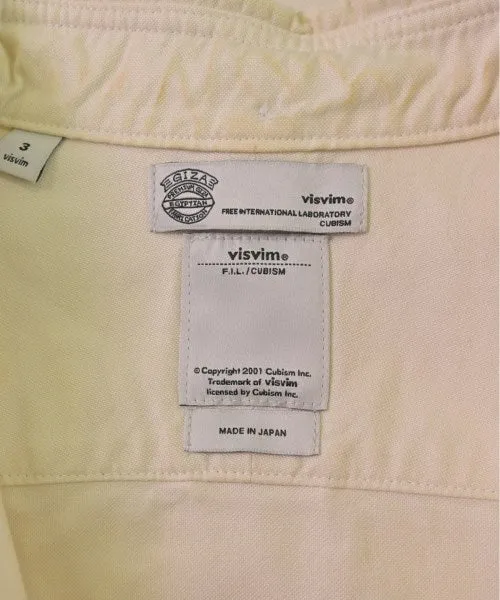 3
visvim
GIZA
PREMIUM
EGYPTIAN
visvim®
FREE INTERNATIONAL LABORATORY
CUBISM
visvim®
F.I.L./CUBISM
© Copyright 2001 Cubism Inc.
Trademark of visvim
licensed by Cubism Inc.
MADE IN JAPAN